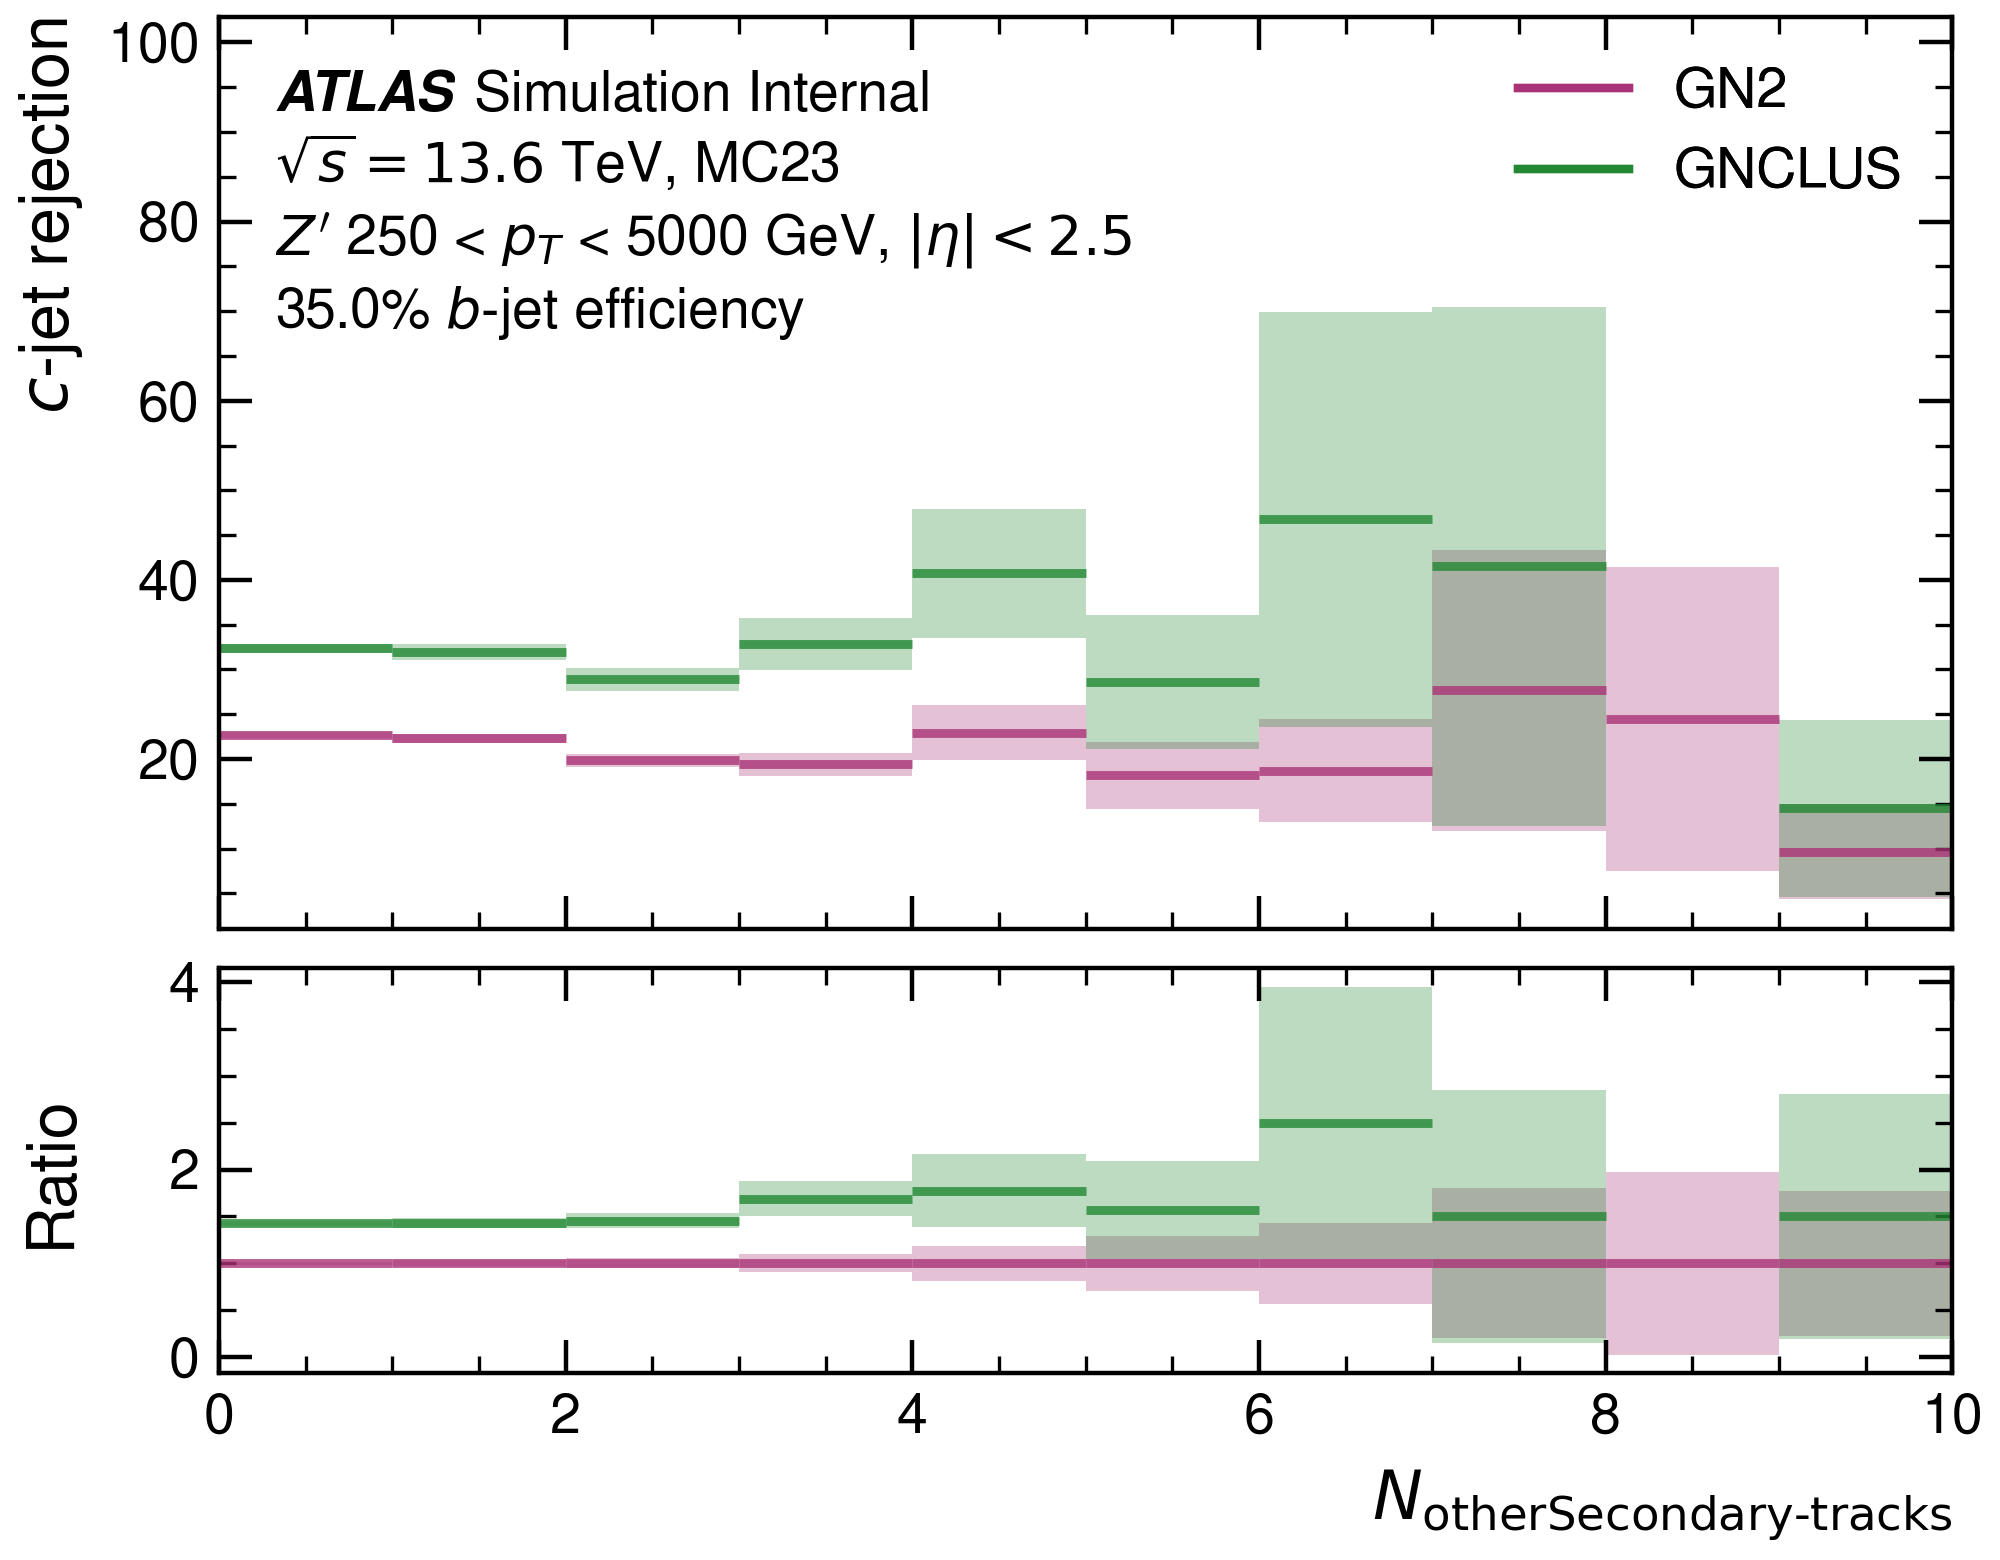 c-jet rejection
100
80
60
40
20
ATLAS Simulation Internal
√s = 13.6 TeV, MC23
Z′ 250 < p_T < 5000 GeV, |η| < 2.5
35.0% b-jet efficiency
GN2
GNCLUS
Ratio
4
2
0
0 2 4 6 8 10
N_otherSecondary-tracks